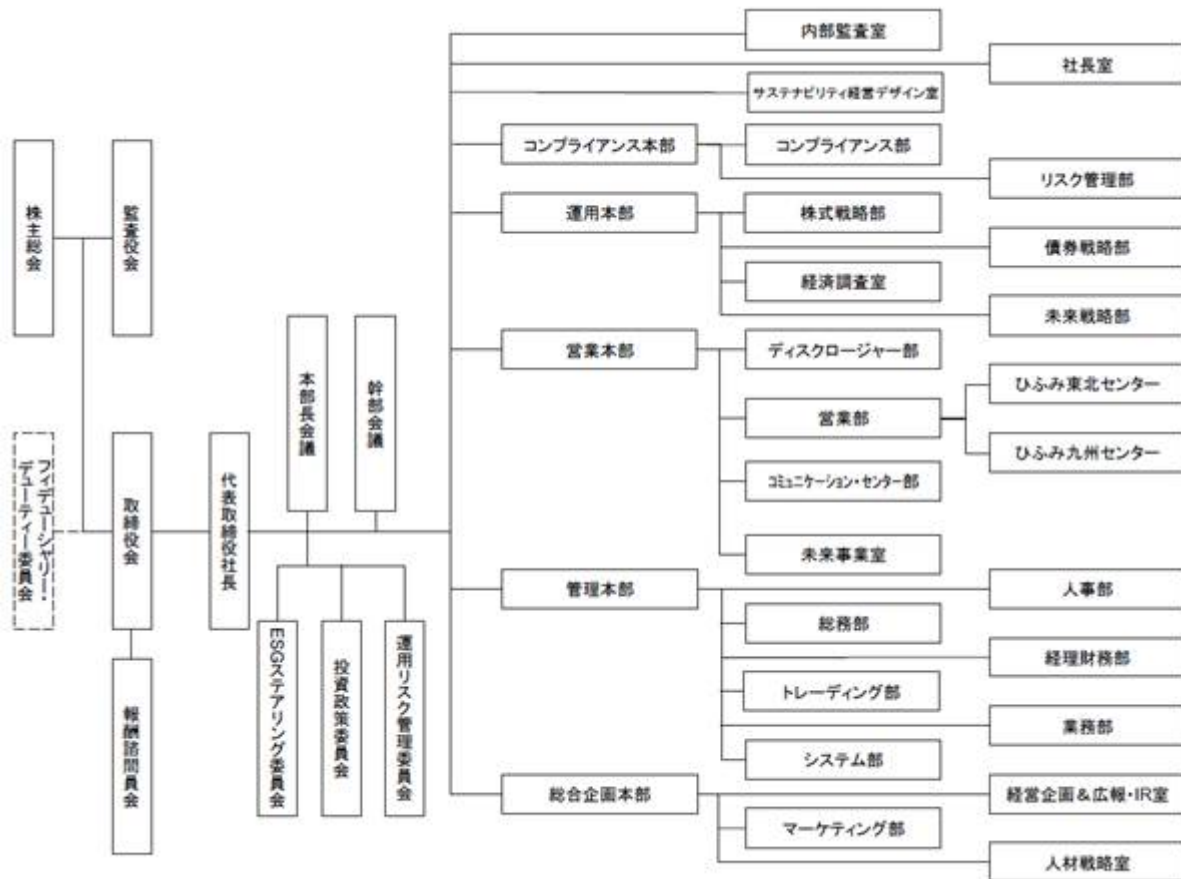 内部監査室
社長室
サステナビリティ経営デザイン室
コンプライアンス本部
コンプライアンス部
リスク管理部
株主総会
監査役会
運用本部
株式戦略部
債券戦略部
経済調査室
未来戦略部
本部長会議
幹部会議
営業本部
ディスクロージャー部
ひふみ東北センター
営業部
ひふみ九州センター
コミュニケーション・センター部
未来事業室
フィデューシャリー・
デューティー委員会
取締役会
代表取締役社長
管理本部
人事部
総務部
経理財務部
トレーディング部
業務部
システム部
ESGステアリング委員会
投資政策委員会
運用リスク管理委員会
報酬諮問員会
総合企画本部
経営企画&広報・IR室
マーケティング部
人材戦略室